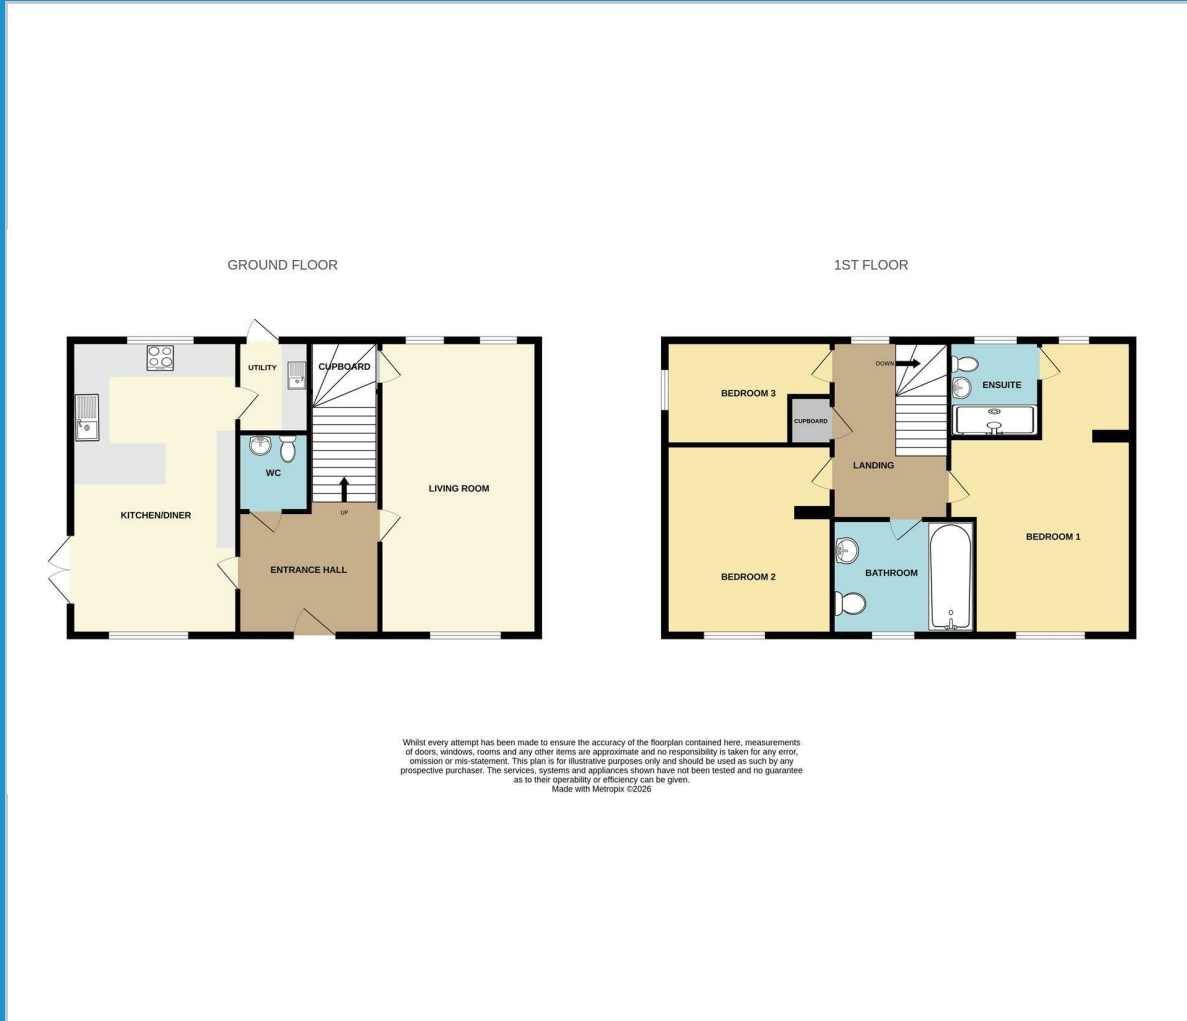 GROUND FLOOR
CUPBOARD
UTILITY
WC
UP
LIVING ROOM
KITCHEN/DINER
ENTRANCE HALL
1ST FLOOR
DOWN
ENSUITE
BEDROOM 3
CUPBOARD
LANDING
BEDROOM 1
BATHROOM
BEDROOM 2
Whilst every attempt has been made to ensure the accuracy of the floorplan contained here, measurements
of doors, windows, rooms and any other items are approximate and no responsibility is taken for any error,
omission or mis-statement. This plan is for illustrative purposes only and should be used as such by any
prospective purchaser. The services, systems and appliances shown have not been tested and no guarantee
as to their operability or efficiency can be given.
Made with Metropix ©2026